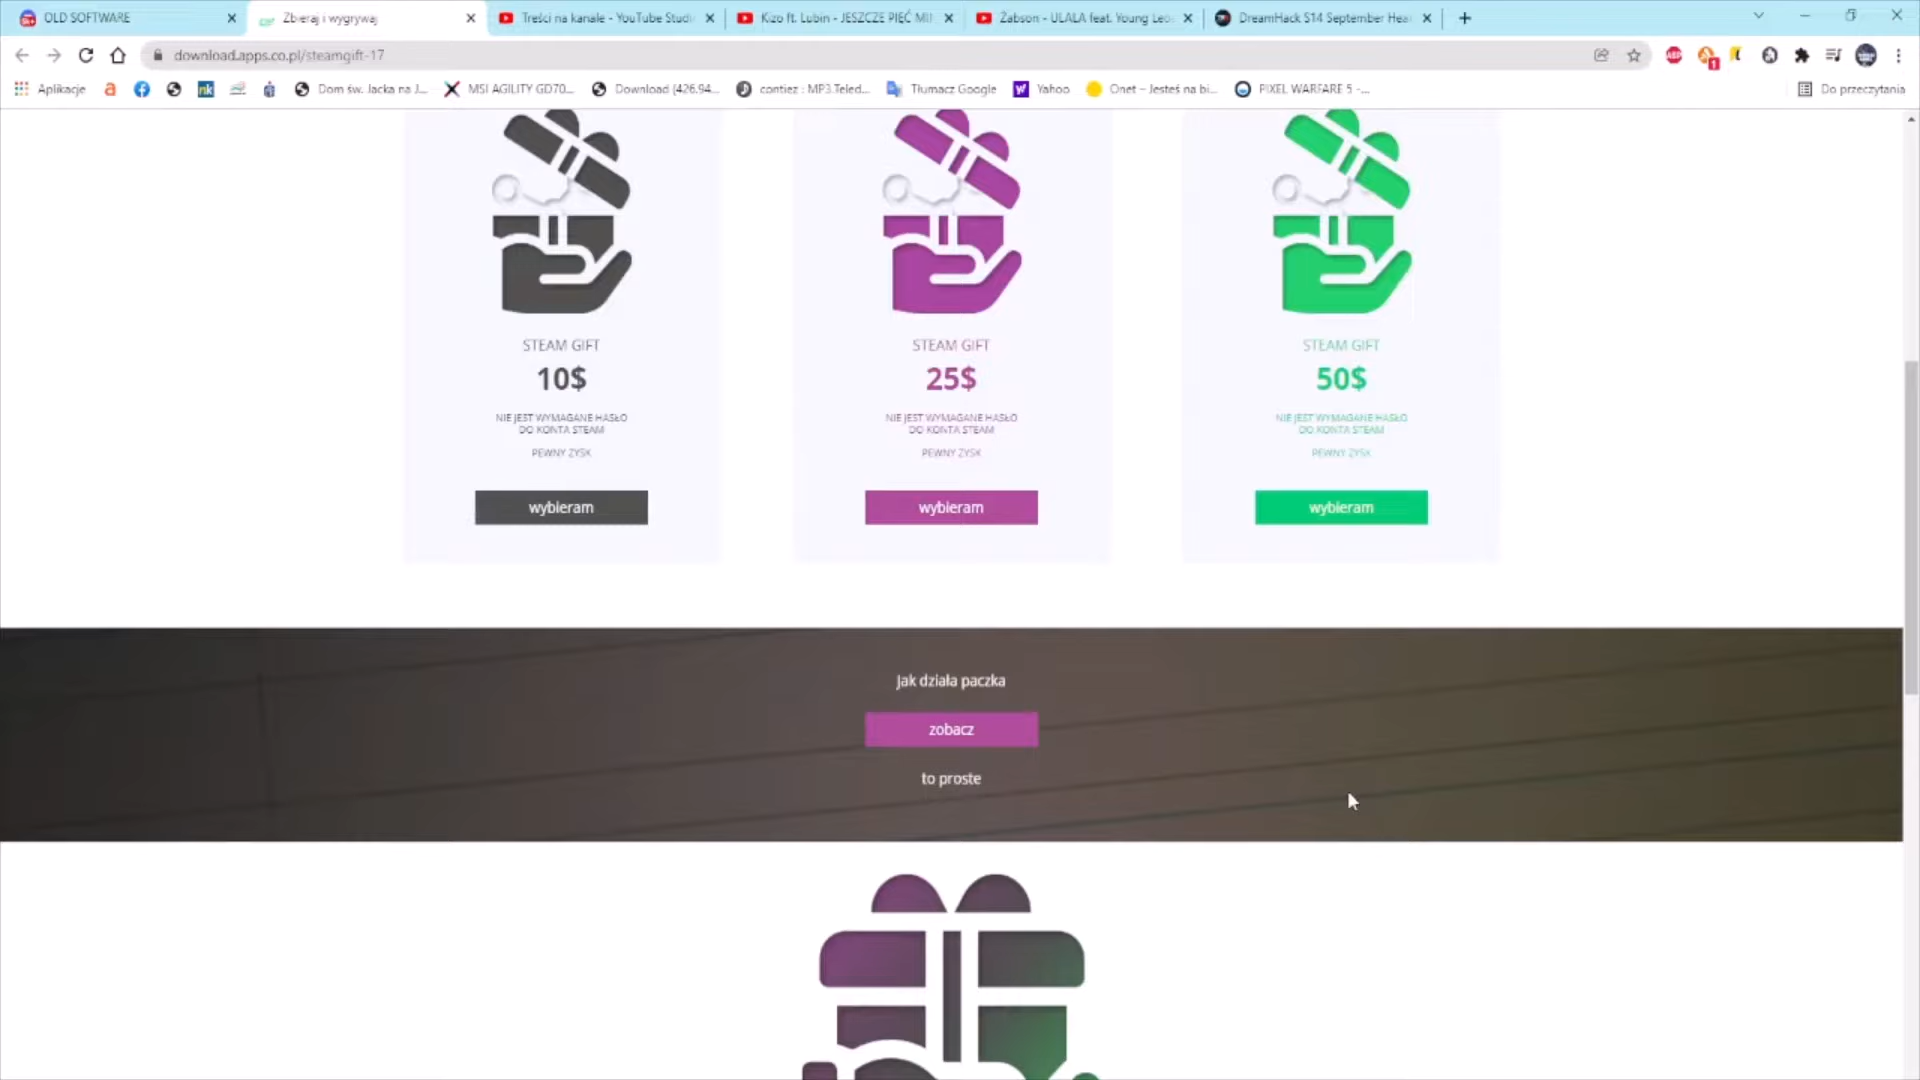 OLD SOFTWARE
Zbieraj i wygrywaj
Treści na kanale - YouTube Studi
Kizo ft. Lubin - JESZCZE PIĘĆ MI
Żabson - ULALA feat. Young Leo
DreamHack S14 September Hea
download.apps.co.pl/steamgift-17
Aplikacje
Dom św. Jacka na J...
MSI AGILITY GD70...
Download (426.94...
contiez : MP3.Teled...
Tłumacz Google
Yahoo
Onet – Jesteś na bi...
PIXEL WARFARE 5 -...
Do przeczytania
STEAM GIFT
10$
NIE JEST WYMAGANE HASŁO
DO KONTA STEAM
PEWNY ZYSK
wybieram
STEAM GIFT
25$
NIE JEST WYMAGANE HASŁO
DO KONTA STEAM
PEWNY ZYSK
wybieram
STEAM GIFT
50$
NIE JEST WYMAGANE HASŁO
DO KONTA STEAM
PEWNY ZYSK
wybieram
Jak działa paczka
zobacz
to proste